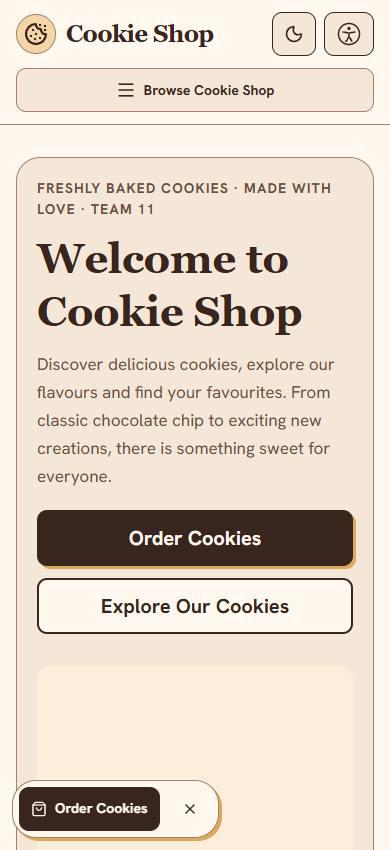 Cookie Shop
Browse Cookie Shop
FRESHLY BAKED COOKIES · MADE WITH
LOVE · TEAM 11
Welcome to
Cookie Shop
Discover delicious cookies, explore our
flavours and find your favourites. From
classic chocolate chip to exciting new
creations, there is something sweet for
everyone.
Order Cookies
Explore Our Cookies
Order Cookies